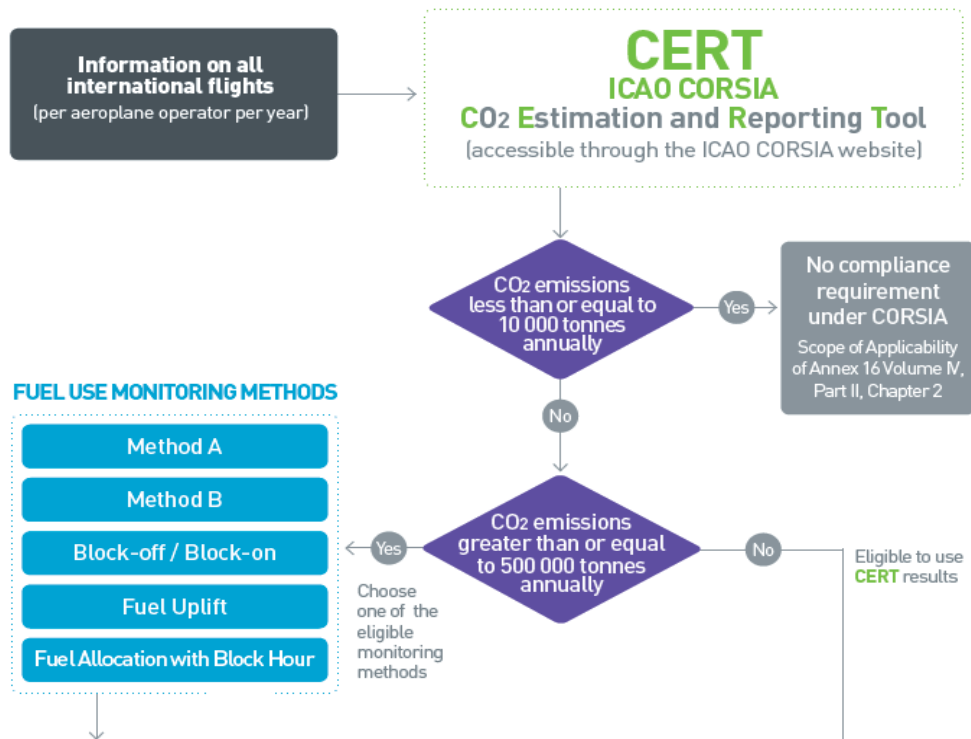 Information on all
international flights
(per aeroplane operator per year)
CERT
ICAO CORSIA
CO2 Estimation and Reporting Tool
(accessible through the ICAO CORSIA website)
CO2 emissions
less than or equal to
10 000 tonnes
annually
Yes
No compliance
requirement
under CORSIA
Scope of Applicability
of Annex 16 Volume IV,
Part II, Chapter 2
No
FUEL USE MONITORING METHODS
Method A
Method B
Block-off / Block-on
Fuel Uplift
Fuel Allocation with Block Hour
Yes
Choose
one of the
eligible
monitoring
methods
CO2 emissions
greater than or equal
to 500 000 tonnes
annually
No
Eligible to use
CERT results